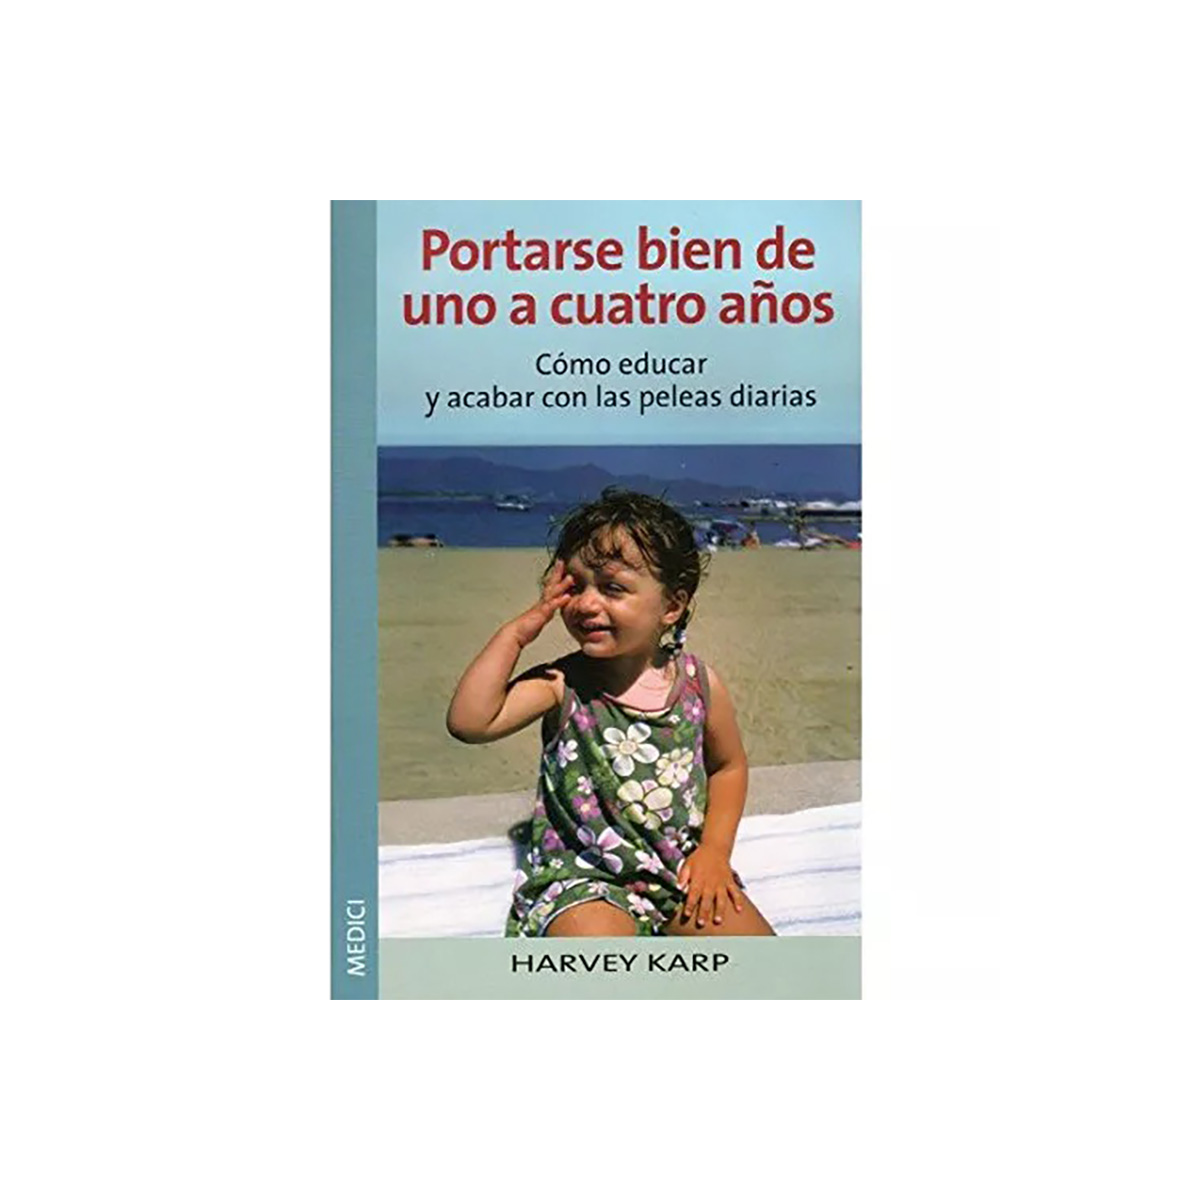 Portarse bien de
uno a cuatro años
Cómo educar
y acabar con las peleas diarias
MEDICI
HARVEY KARP